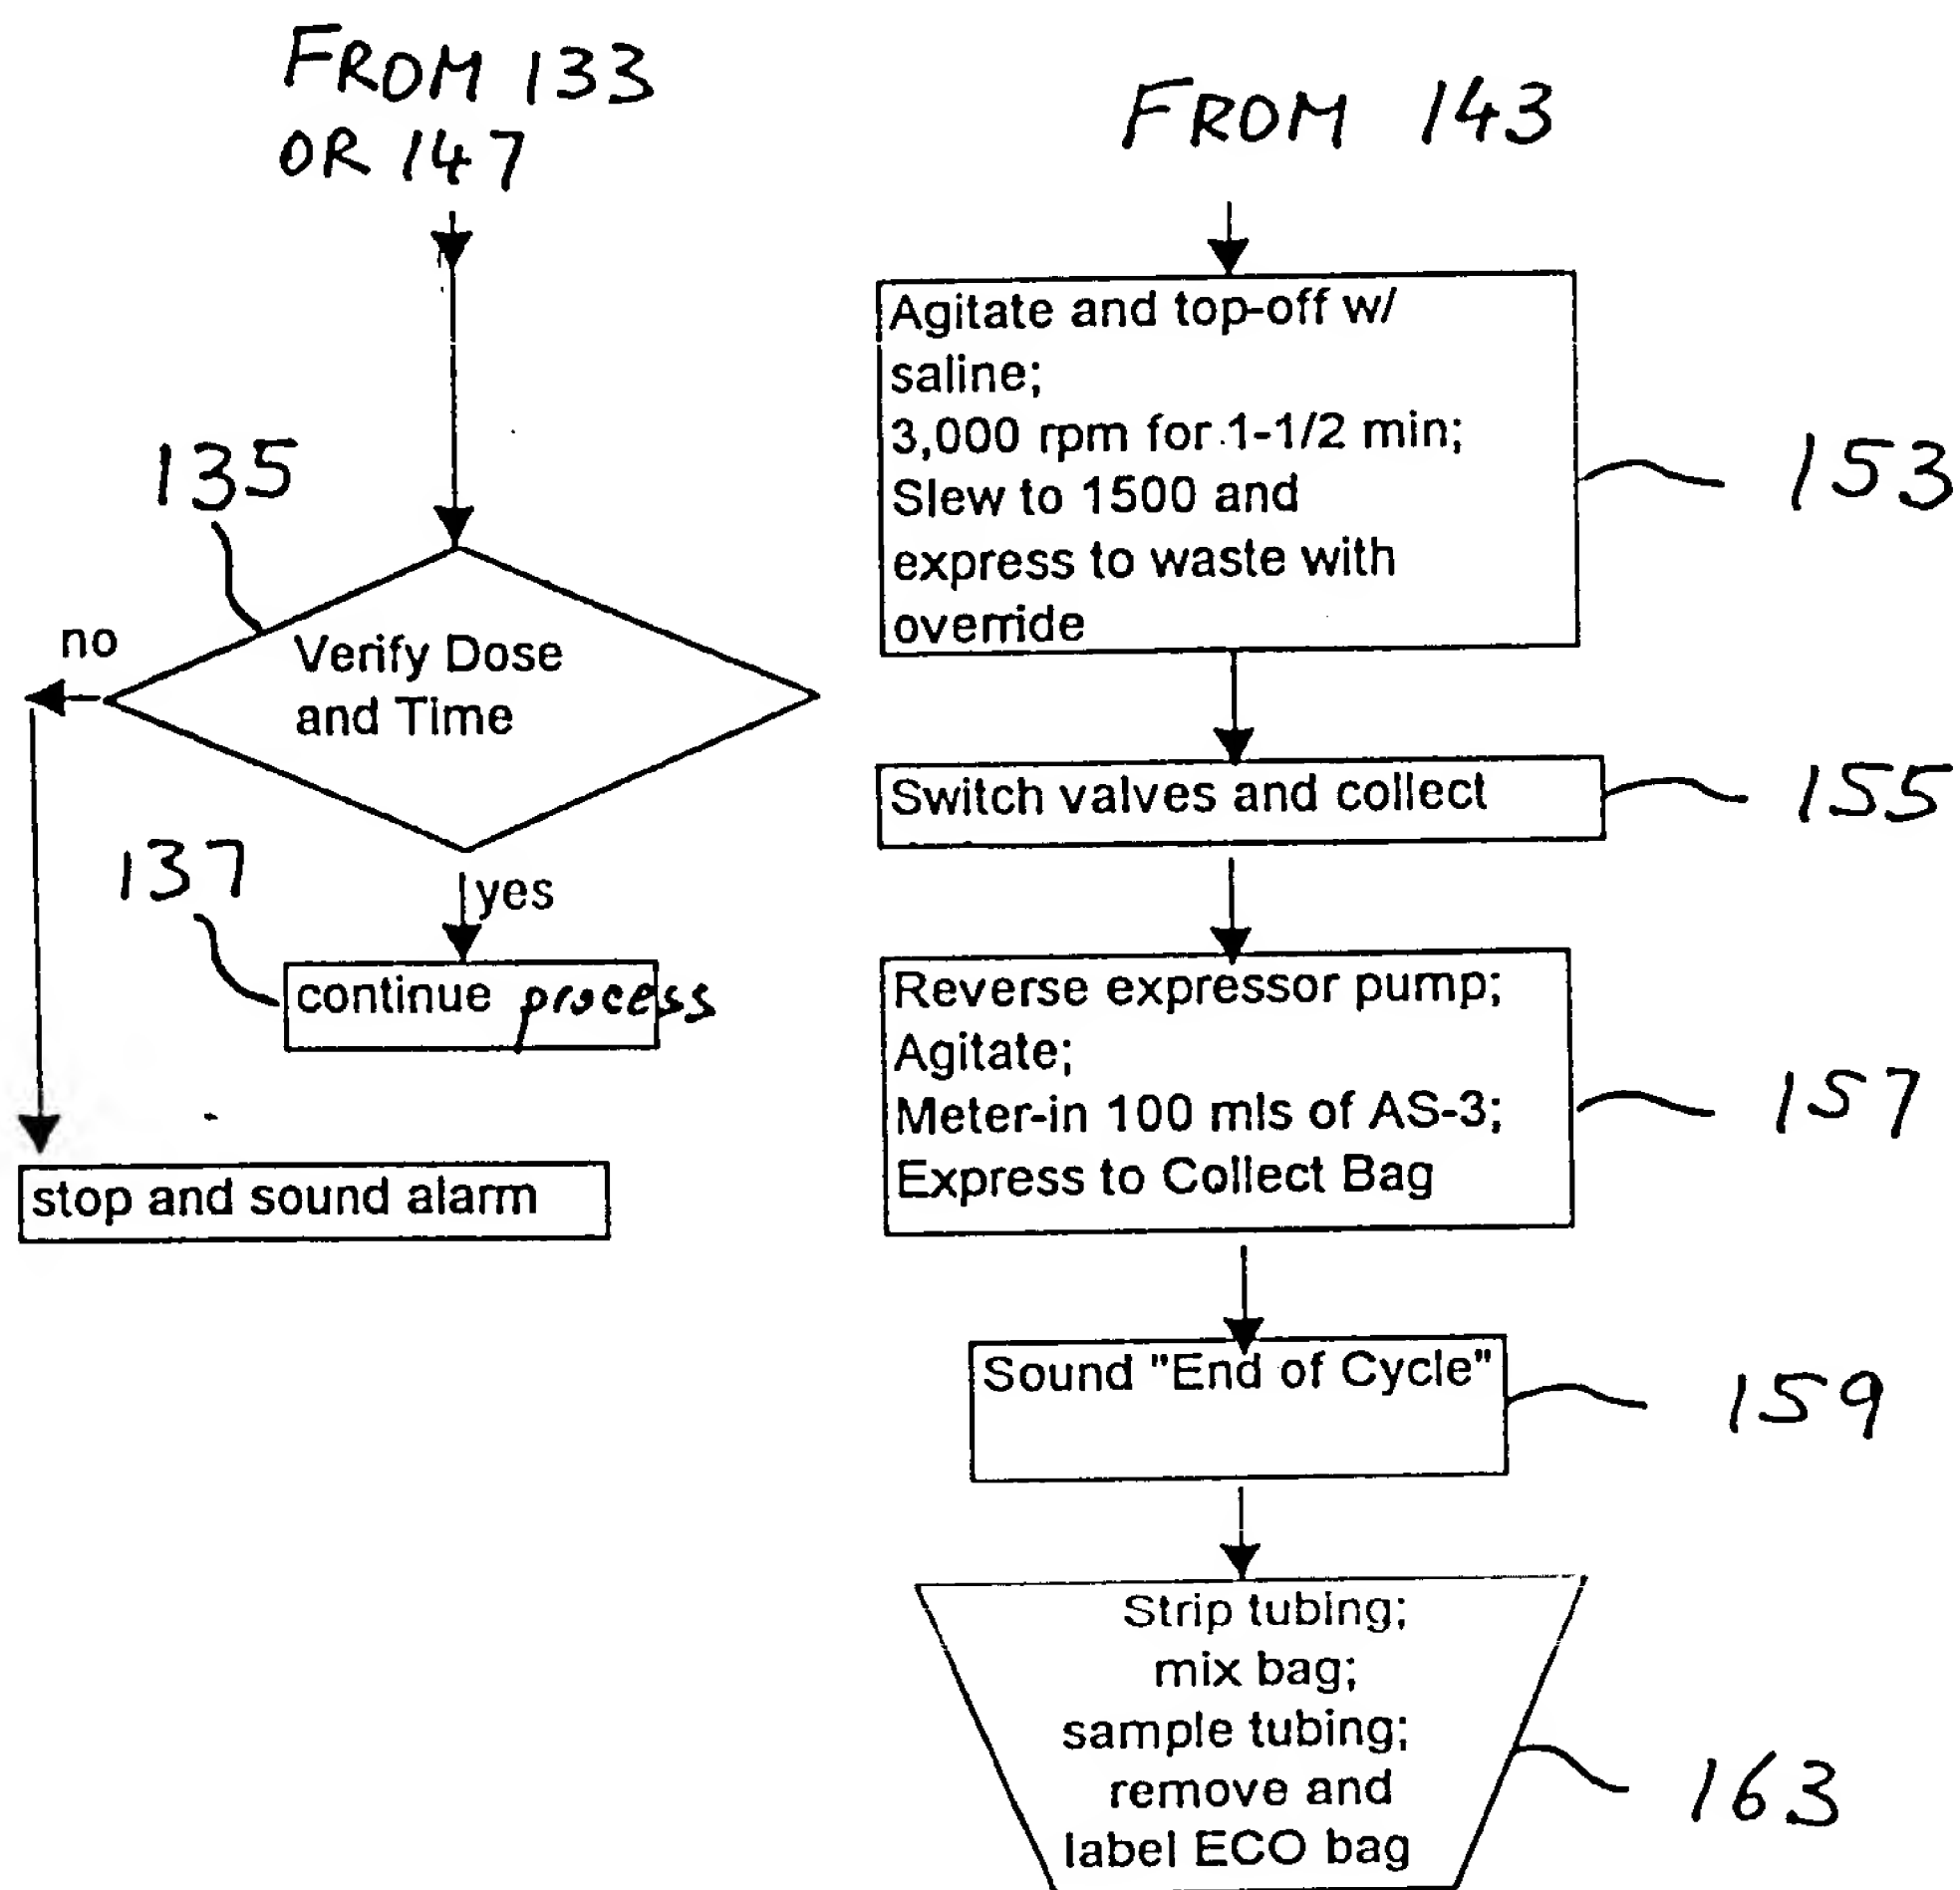 FROM 133
OR 147
135
Verify Dose
and Time
no
yes
137
continue process
stop and sound alarm
FROM 143
Agitate and top-off w/
saline;
3,000 rpm for 1-1/2 min;
Slew to 1500 and
express to waste with
override
153
Switch valves and collect
155
Reverse expressor pump;
Agitate;
Meter-in 100 mls of AS-3;
Express to Collect Bag
157
Sound "End of Cycle"
159
Strip tubing;
mix bag;
sample tubing;
remove and
label ECO bag
163